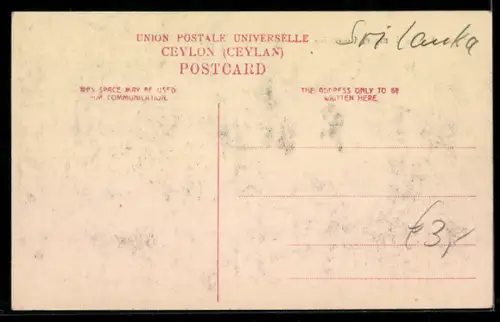 UNION POSTALE UNIVERSELLE
CEYLON (CEYLAN)
POSTCARD
Sri Lanka
THIS SPACE MAY BE USED
FOR COMMUNICATION.
THE ADDRESS ONLY TO BE
WRITTEN HERE.
€3,-